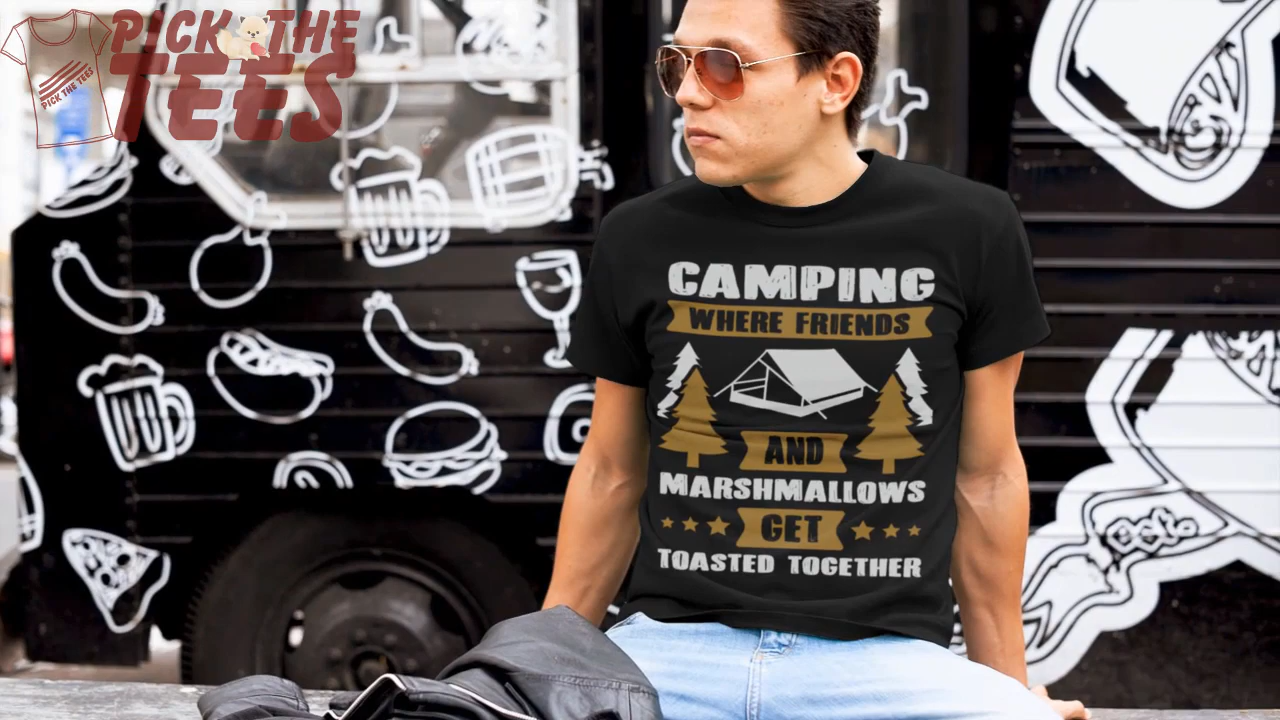 PICK THE
TEES
PICK THE TEES
CAMPING
WHERE FRIENDS
AND
MARSHMALLOWS
GET
TOASTED TOGETHER